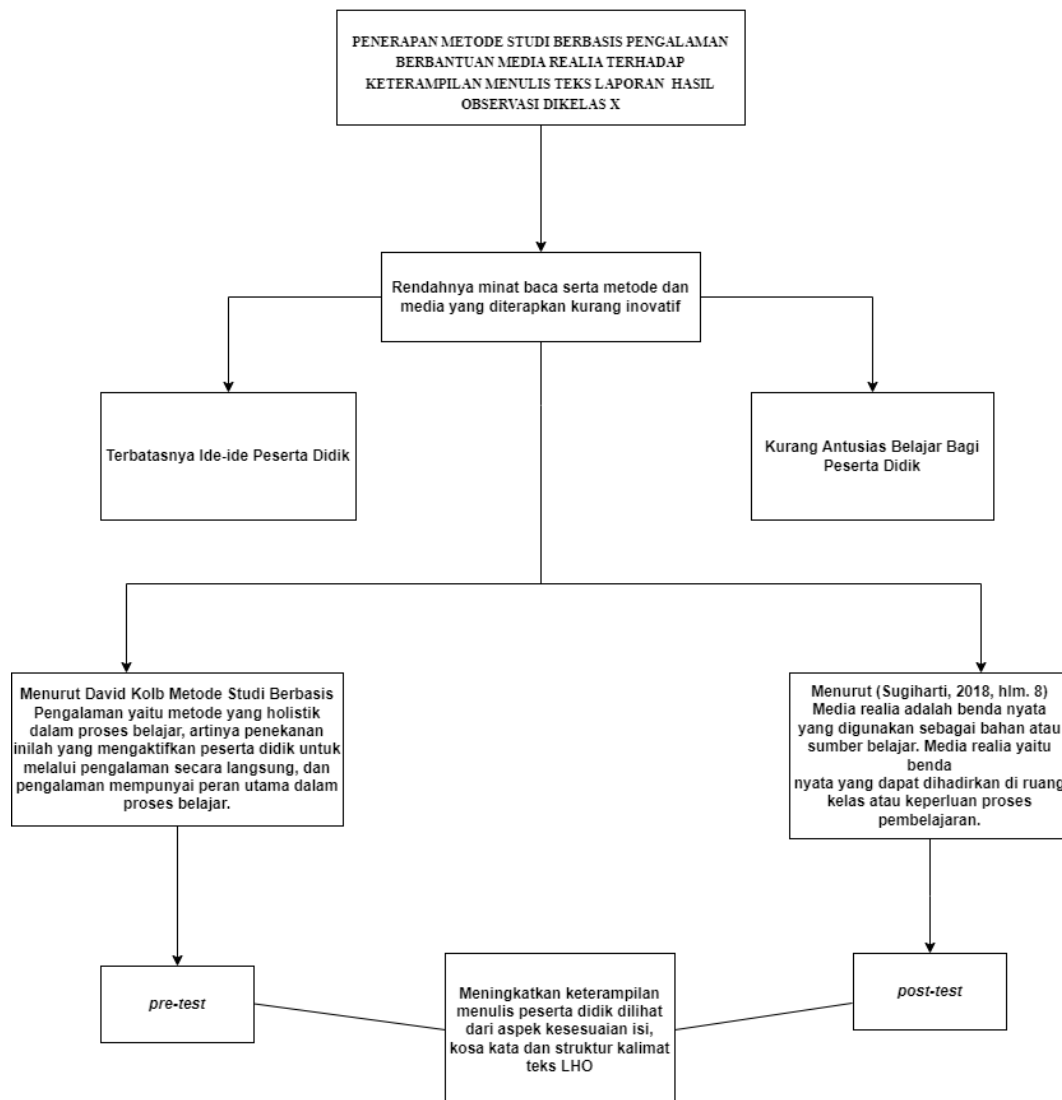 PENERAPAN METODE STUDI BERBASIS PENGALAMAN
BERBANTUAN MEDIA REALIA TERHADAP
KETERAMPILAN MENULIS TEKS LAPORAN HASIL
OBSERVASI DIKELAS X
Rendahnya minat baca serta metode dan
media yang diterapkan kurang inovatif
Terbatasnya Ide-ide Peserta Didik
Kurang Antusias Belajar Bagi
Peserta Didik
Menurut David Kolb Metode Studi Berbasis
Pengalaman yaitu metode yang holistik
dalam proses belajar, artinya penekanan
inilah yang mengaktifkan peserta didik untuk
melalui pengalaman secara langsung, dan
pengalaman mempunyai peran utama dalam
proses belajar.
Menurut (Sugiharti, 2018, hlm. 8)
Media realia adalah benda nyata
yang digunakan sebagai bahan atau
sumber belajar. Media realia yaitu
benda
nyata yang dapat dihadirkan di ruang
kelas atau keperluan proses
pembelajaran.
pre-test
Meningkatkan keterampilan
menulis peserta didik dilihat
dari aspek kesesuaian isi,
kosa kata dan struktur kalimat
teks LHO
post-test